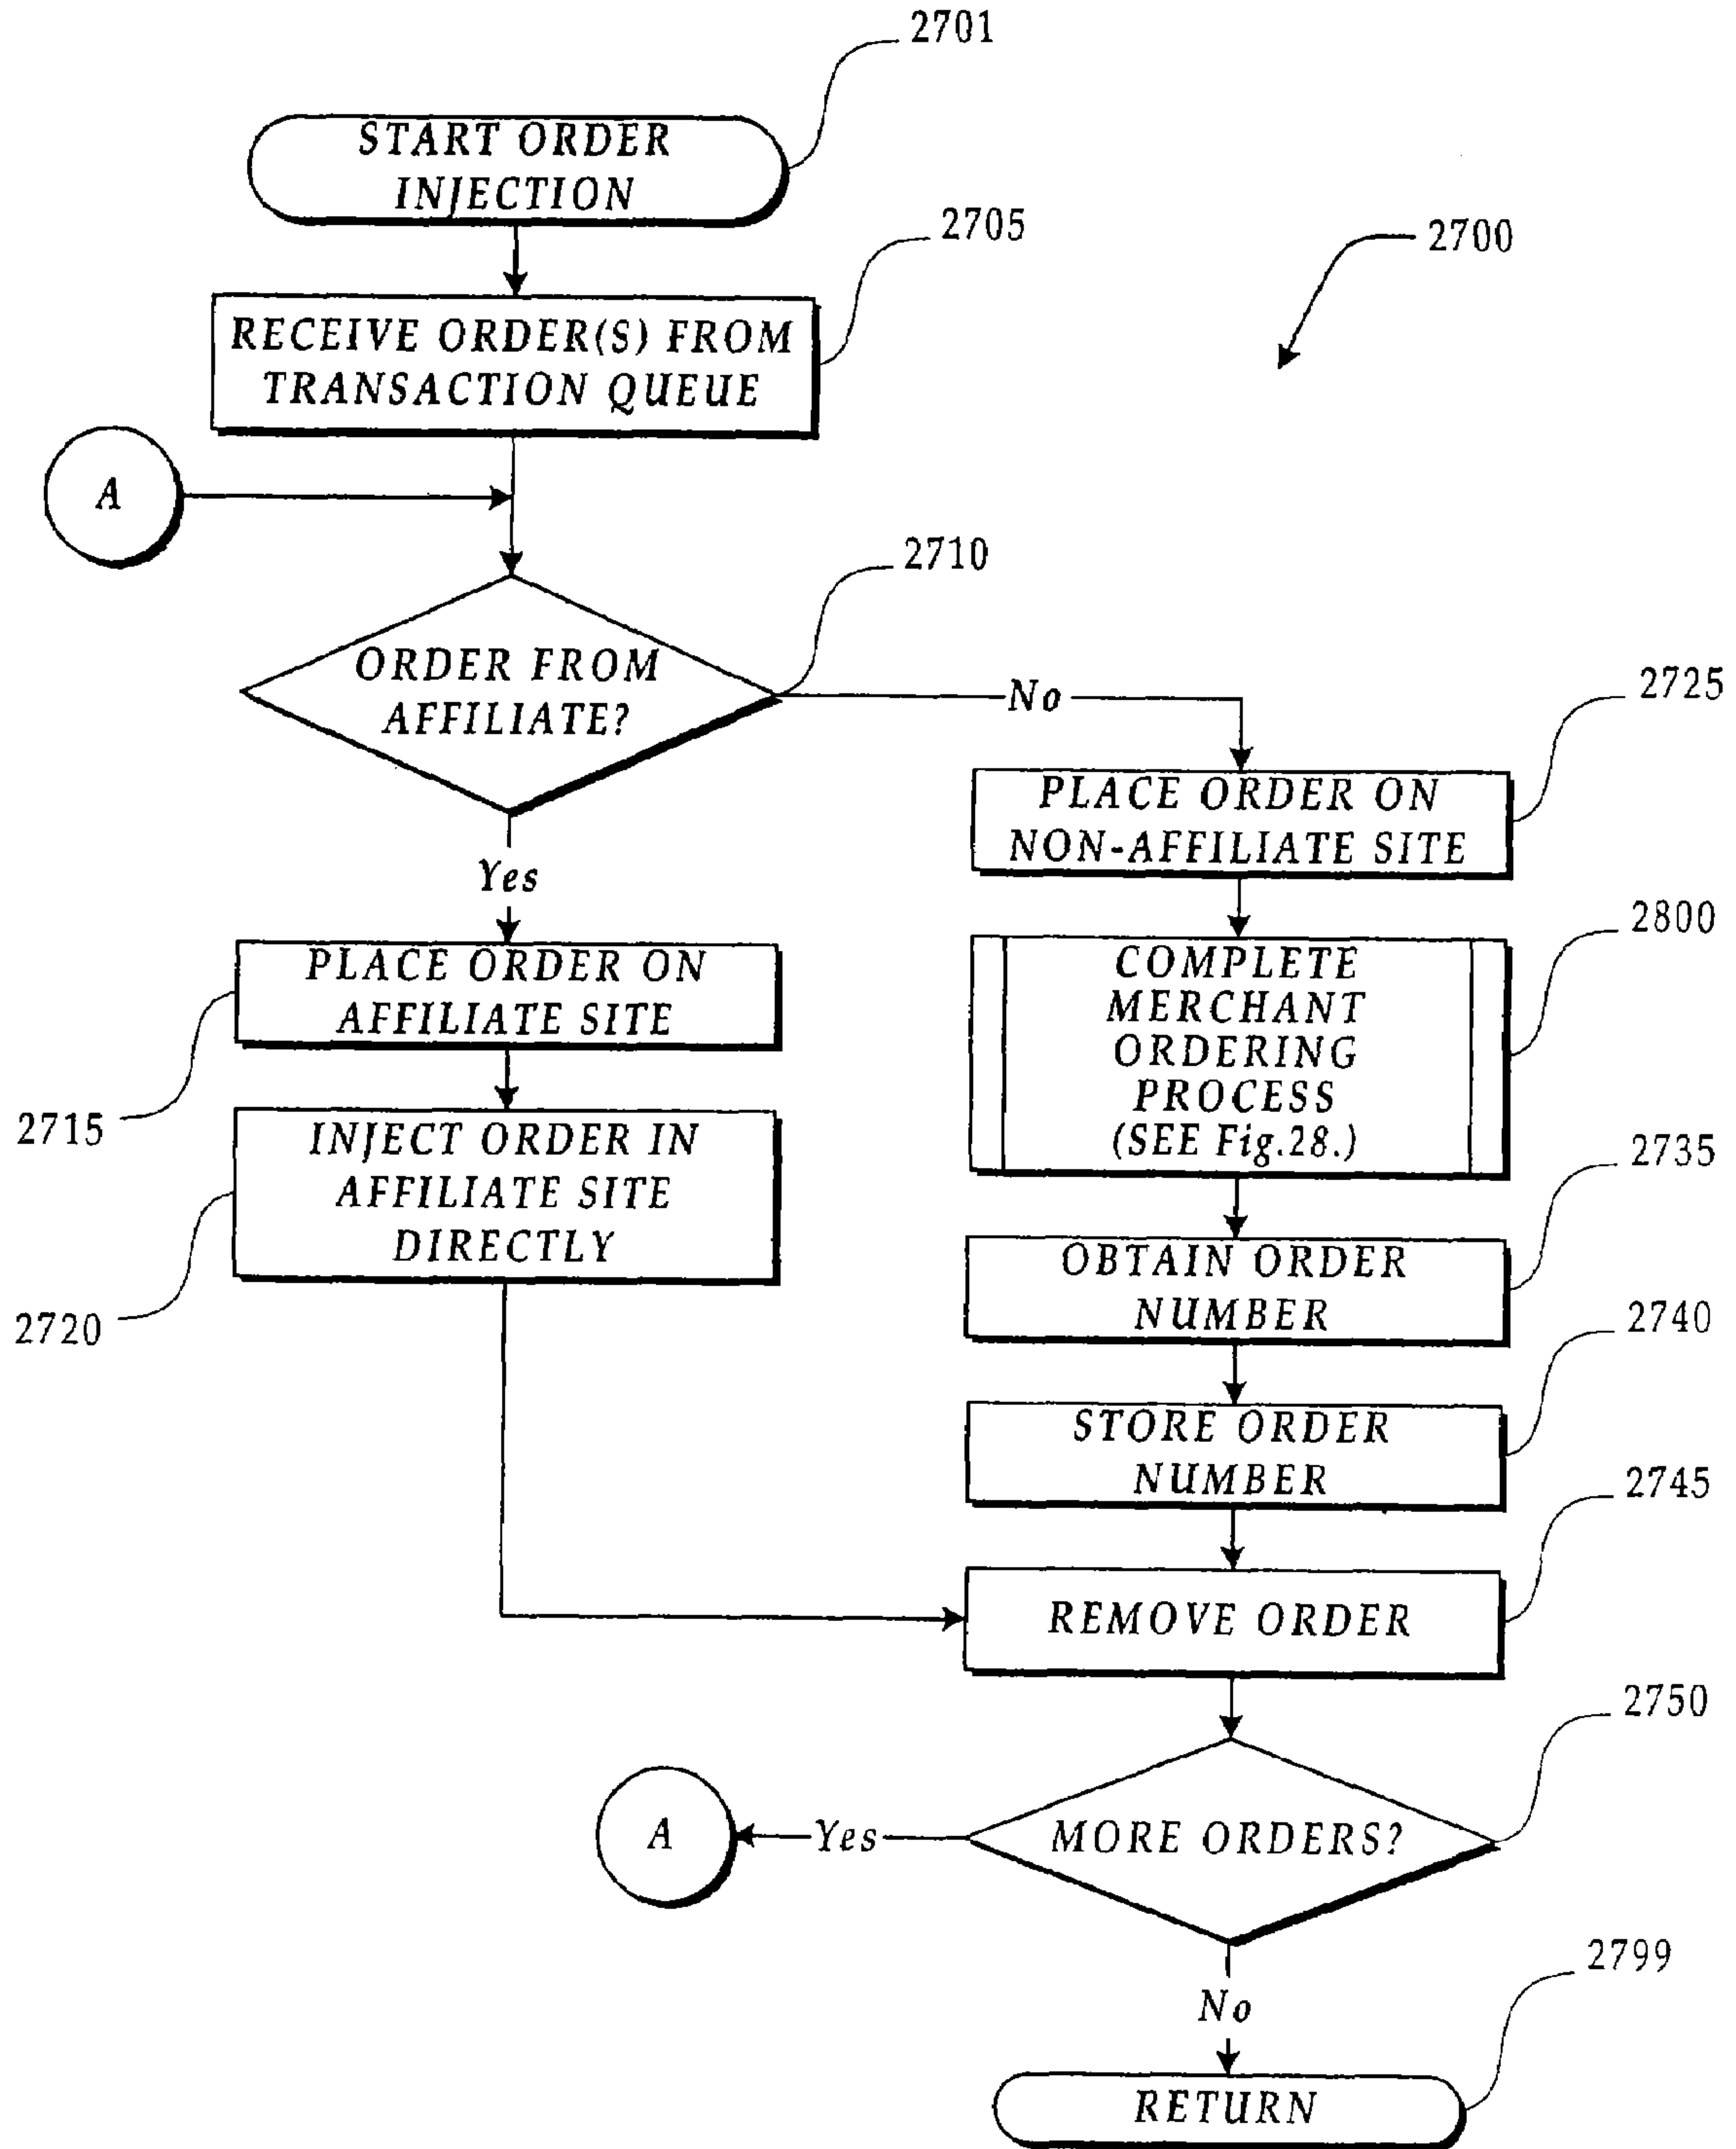 2701
START ORDER
INJECTION
2705
2700
RECEIVE ORDER(S) FROM
TRANSACTION QUEUE
A
2710
ORDER FROM
AFFILIATE?
No
2725
PLACE ORDER ON
NON-AFFILIATE SITE
Yes
2800
PLACE ORDER ON
AFFILIATE SITE
COMPLETE
MERCHANT
ORDERING
PROCESS
(SEE Fig.28.)
2715
INJECT ORDER IN
AFFILIATE SITE
DIRECTLY
2735
2720
OBTAIN ORDER
NUMBER
2740
STORE ORDER
NUMBER
2745
REMOVE ORDER
2750
A
Yes
MORE ORDERS?
2799
No
RETURN